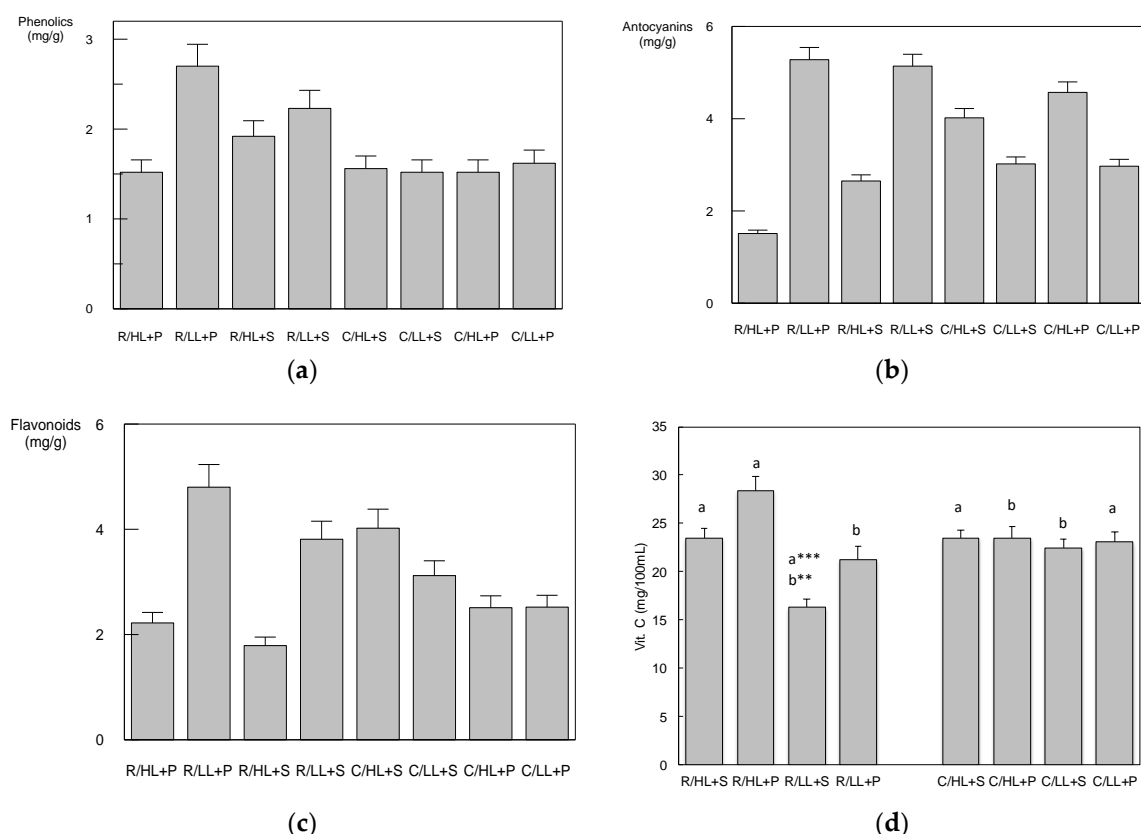 Phenolics
(mg/g)
3
2
1
0
R/HL+P R/LL+P R/HL+S R/LL+S C/HL+S C/LL+S C/HL+P C/LL+P
(a)
Antocyanins
(mg/g)
6
4
2
0
R/HL+P R/LL+P R/HL+S R/LL+S C/HL+S C/LL+S C/HL+P C/LL+P
(b)
Flavonoids
(mg/g)
6
4
2
0
R/HL+P R/LL+P R/HL+S R/LL+S C/HL+S C/LL+S C/HL+P C/LL+P
(c)
Vit. C (mg/100mL)
35
30
25
20
15
10
5
0
a
a
a***
b**
b
a
b
b
a
R/HL+S R/HL+P R/LL+S R/LL+P C/HL+S C/HL+P C/LL+S C/LL+P
(d)